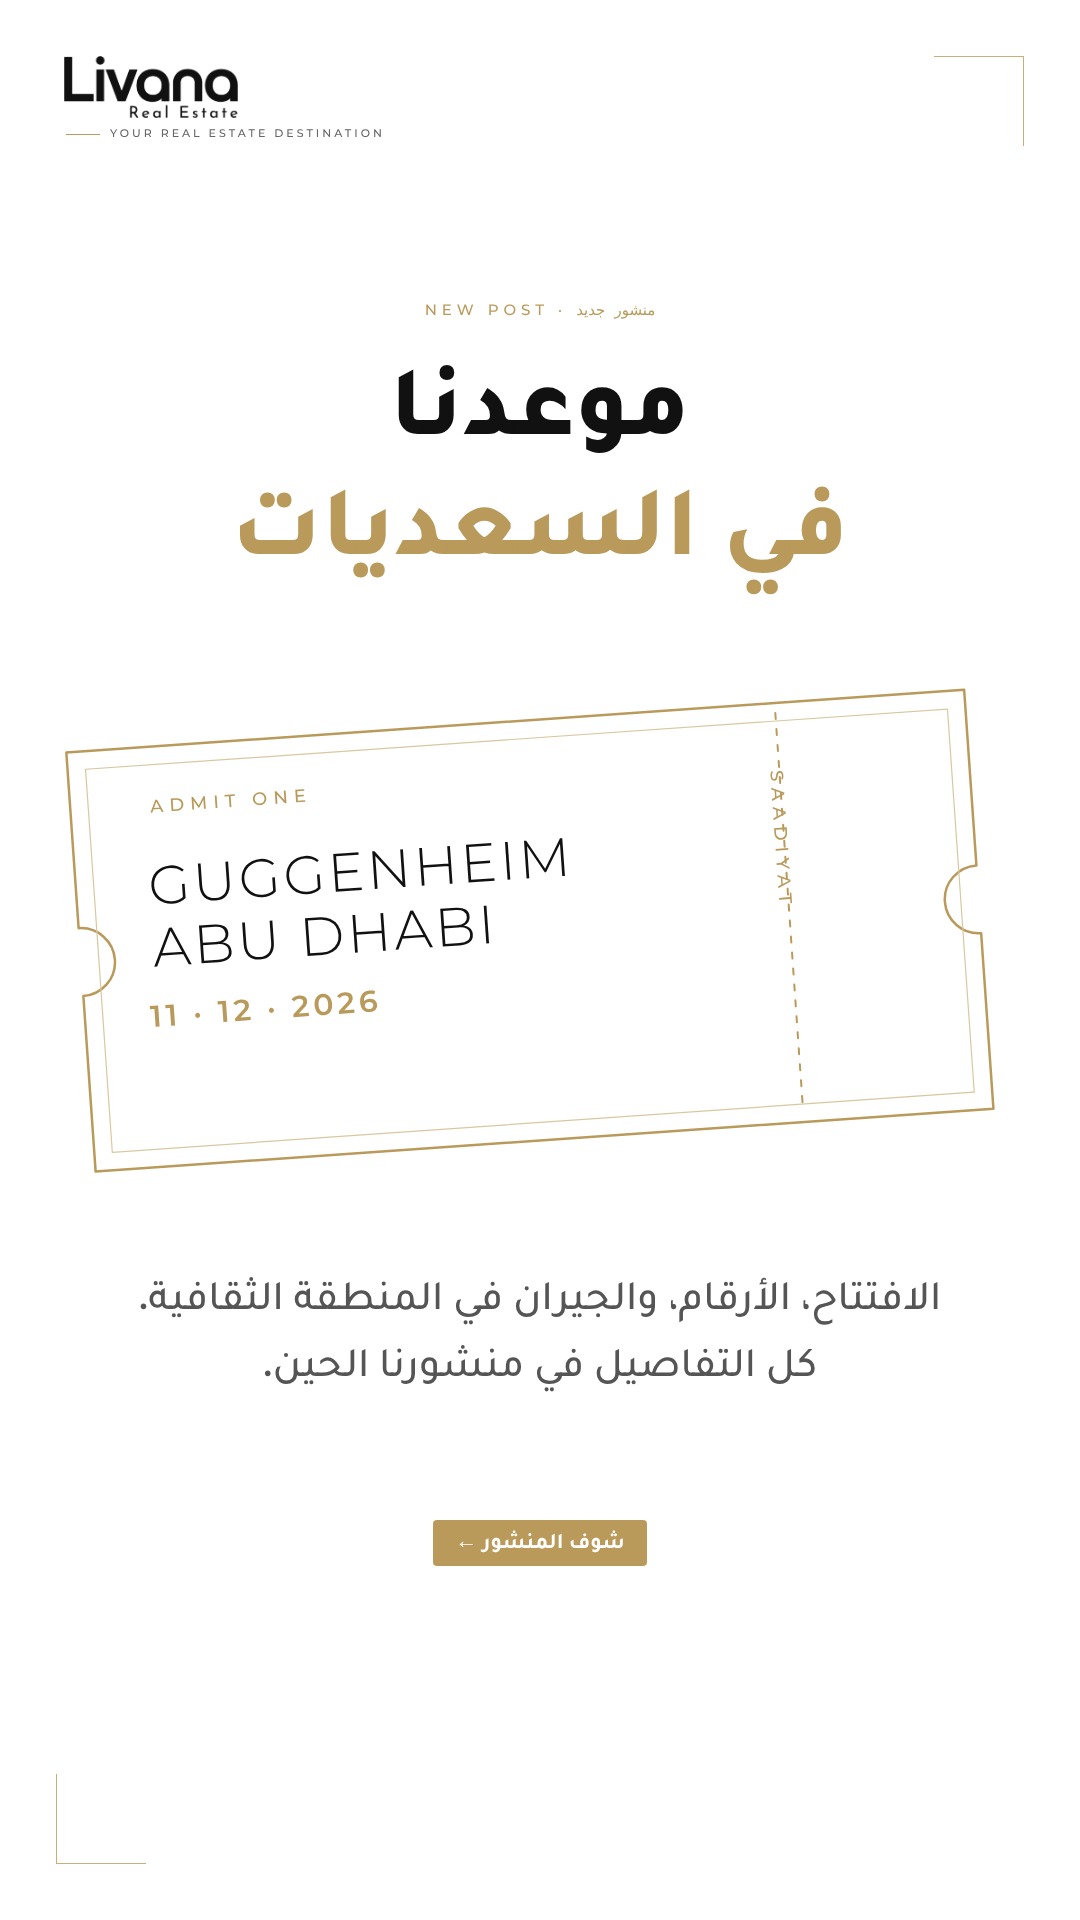 Livana
Real Estate
YOUR REAL ESTATE DESTINATION
NEW POST · منشور جديد
موعدنا
في السعديات
ADMIT ONE
GUGGENHEIM
ABU DHABI
11 · 12 · 2026
SAADIYAT
الافتتاح، الأرقام، والجيران في المنطقة الثقافية.
كل التفاصيل في منشورنا الحين.
شوف المنشور ←